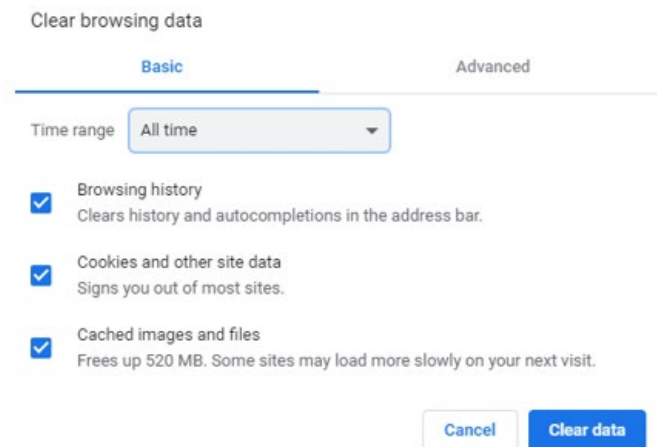 Clear browsing data
Basic Advanced
Time range All time
Browsing history
Clears history and autocompletions in the address bar.
Cookies and other site data
Signs you out of most sites.
Cached images and files
Frees up 520 MB. Some sites may load more slowly on your next visit.
Cancel Clear data